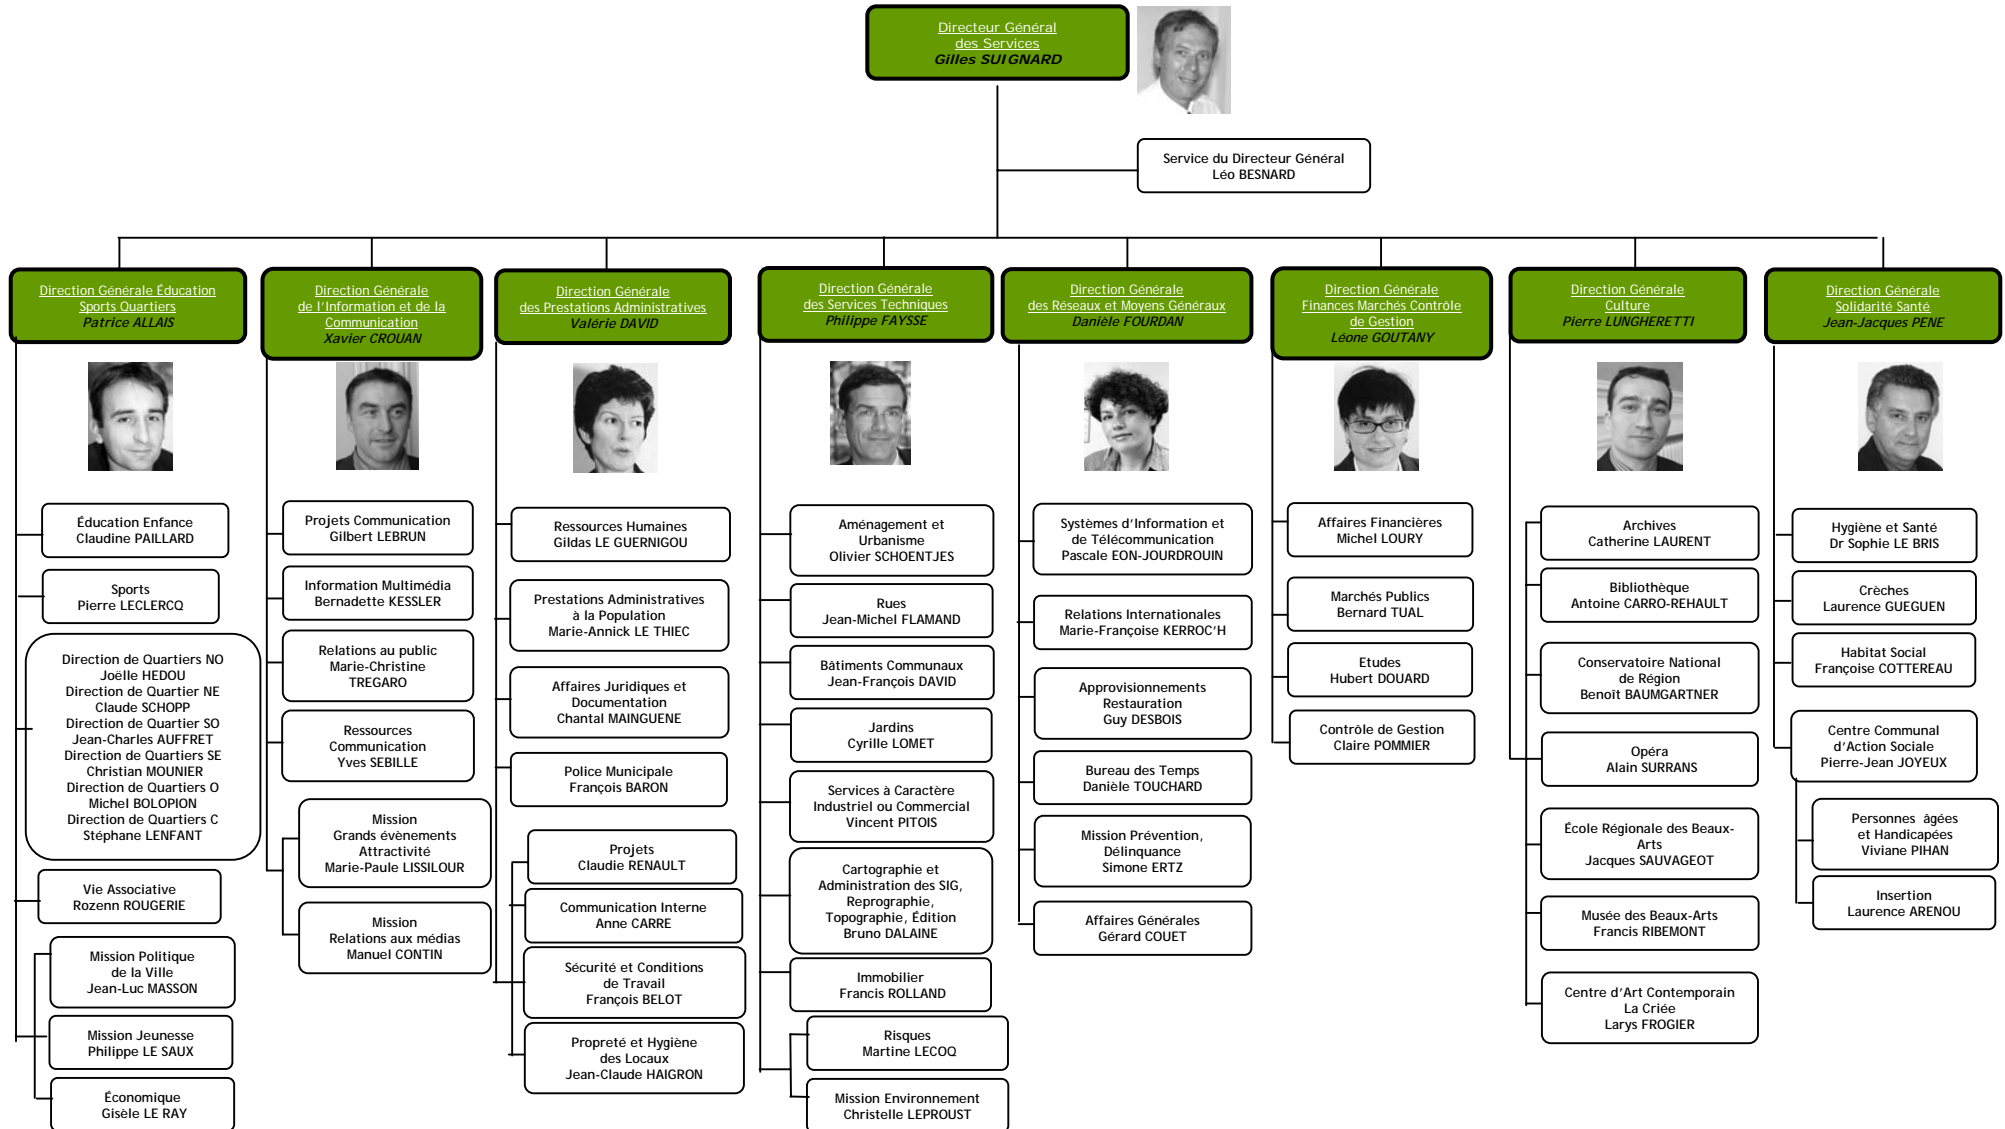 Directeur Général
des Services
Gilles SUIGNARD
Service du Directeur Général
Léo BESNARD
Direction Générale Éducation
Sports Quartiers
Patrice ALLAIS
Éducation Enfance
Claudine PAILLARD
Sports
Pierre LECLERCQ
Direction de Quartiers NO
Joëlle HEDOU
Direction de Quartier NE
Claude SCHOPP
Direction de Quartier SO
Jean-Charles AUFFRET
Direction de Quartiers SE
Christian MOUNIER
Direction de Quartiers O
Michel BOLOPION
Direction de Quartiers C
Stéphane LENFANT
Vie Associative
Rozenn ROUGERIE
Mission Politique
de la Ville
Jean-Luc MASSON
Mission Jeunesse
Philippe LE SAUX
Économique
Gisèle LE RAY
Direction Générale
de l'Information et de la
Communication
Xavier CROUAN
Projets Communication
Gilbert LEBRUN
Information Multimédia
Bernadette KESSLER
Relations au public
Marie-Christine
TREGARO
Ressources
Communication
Yves SEBILLE
Mission
Grands évènements
Attractivité
Marie-Paule LISSILOUR
Mission
Relations aux médias
Manuel CONTIN
Direction Générale
des Prestations Administratives
Valérie DAVID
Ressources Humaines
Gildas LE GUERNIGOU
Prestations Administratives
à la Population
Marie-Annick LE THIEC
Affaires Juridiques et
Documentation
Chantal MAINGUENE
Police Municipale
François BARON
Projets
Claudie RENAULT
Communication Interne
Anne CARRE
Sécurité et Conditions
de Travail
François BELOT
Propreté et Hygiène
des Locaux
Jean-Claude HAIGRON
Direction Générale
des Services Techniques
Philippe FAYSSE
Aménagement et
Urbanisme
Olivier SCHOENTJES
Rues
Jean-Michel FLAMAND
Bâtiments Communaux
Jean-François DAVID
Jardins
Cyrille LOMET
Services à Caractère
Industriel ou Commercial
Vincent PITOIS
Cartographie et
Administration des SIG,
Reprographie,
Topographie, Édition
Bruno DALAINE
Immobilier
Francis ROLLAND
Risques
Martine LECOQ
Mission Environnement
Christelle LEPROUST
Direction Générale
des Réseaux et Moyens Généraux
Danièle FOURDAN
Systèmes d'Information et
de Télécommunication
Pascale EON-JOURDROUIN
Relations Internationales
Marie-Françoise KERROC'H
Approvisionnements
Restauration
Guy DESBOIS
Bureau des Temps
Danièle TOUCHARD
Mission Prévention,
Délinquance
Simone ERTZ
Affaires Générales
Gérard COUET
Direction Générale
Finances Marchés Contrôle
de Gestion
Léone GOUTANY
Affaires Financières
Michel LOURY
Marchés Publics
Bernard TUAL
Etudes
Hubert DOUARD
Contrôle de Gestion
Claire POMMIER
Direction Générale
Culture
Pierre LUNGHERETTI
Archives
Catherine LAURENT
Bibliothèque
Antoine CARRO-REHAULT
Conservatoire National
de Région
Benoît BAUMGARTNER
Opéra
Alain SURRANS
École Régionale des Beaux-
Arts
Jacques SAUVAGEOT
Musée des Beaux-Arts
Francis RIBEMONT
Centre d'Art Contemporain
La Criée
Larys FROGIER
Direction Générale
Solidarité Santé
Jean-Jacques PENE
Hygiène et Santé
Dr Sophie LE BRIS
Crèches
Laurence GUEGUEN
Habitat Social
Françoise COTTEREAU
Centre Communal
d'Action Sociale
Pierre-Jean JOYEUX
Personnes âgées
et Handicapées
Viviane PIHAN
Insertion
Laurence ARENOU